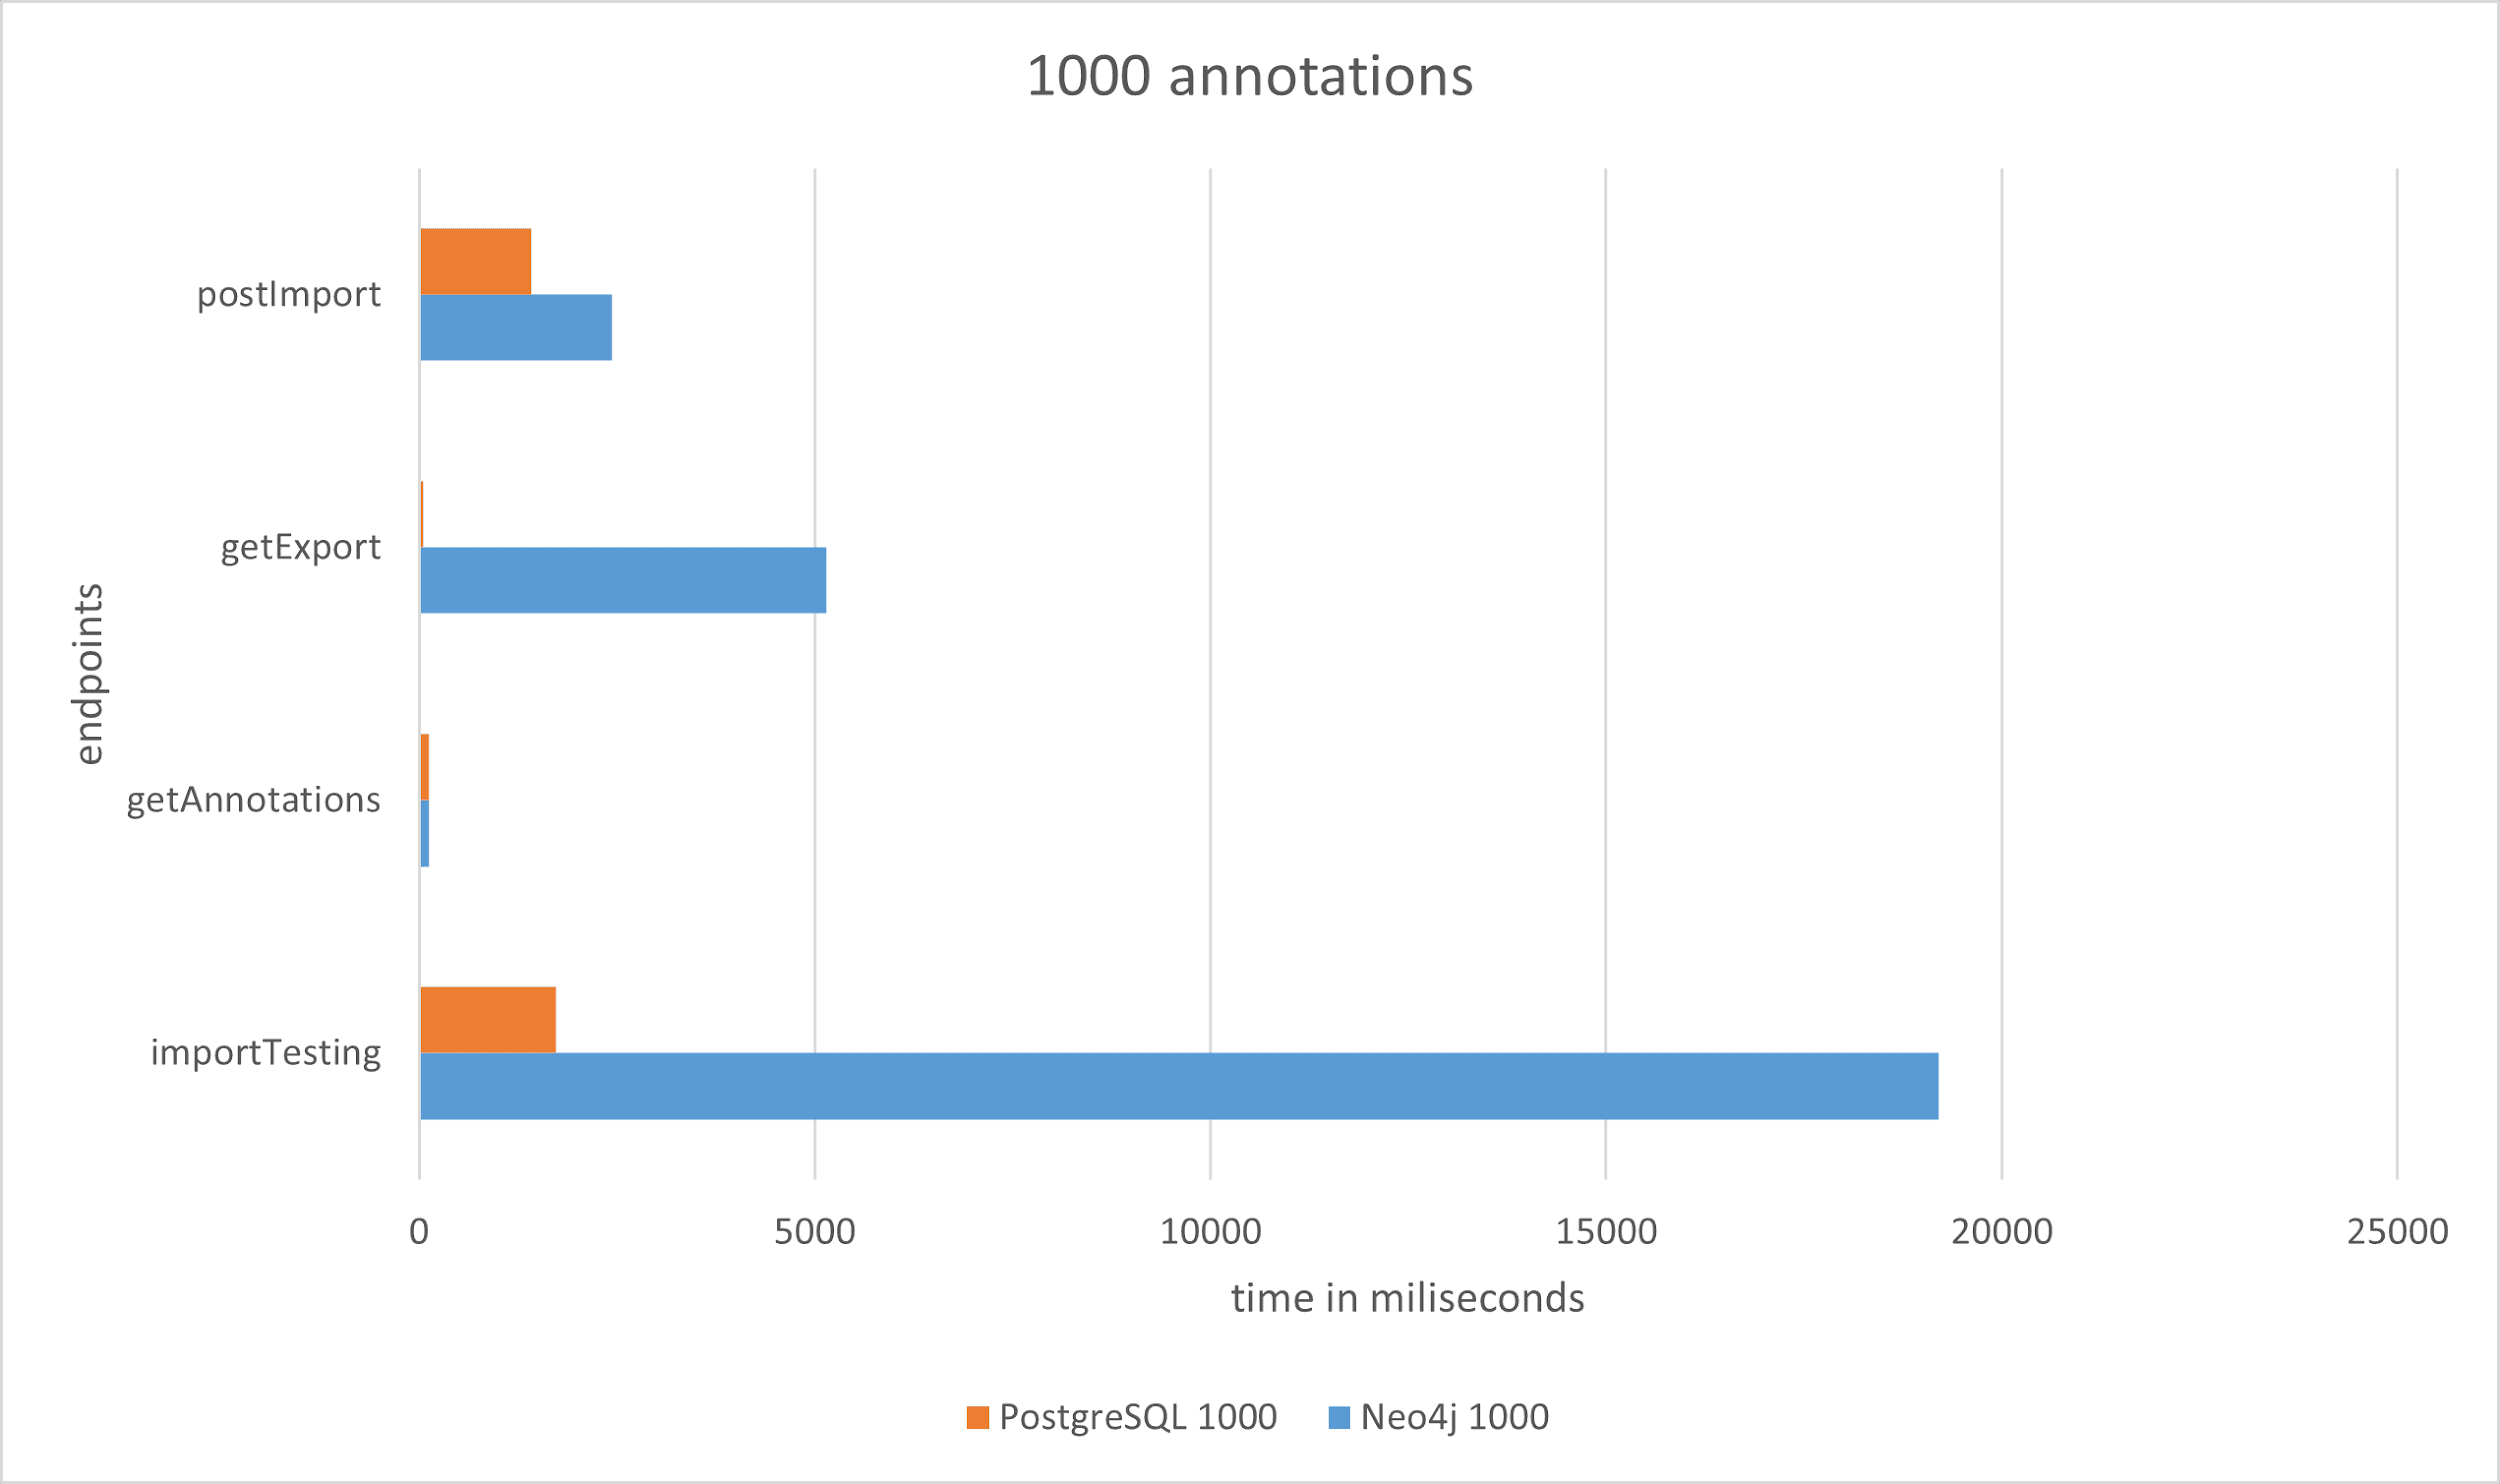 1000 annotations
postImport
getExport
endpoints
getAnnotations
importTesting
0 5000 10000 15000 20000 25000
time in miliseconds
PostgreSQL 1000 Neo4j 1000